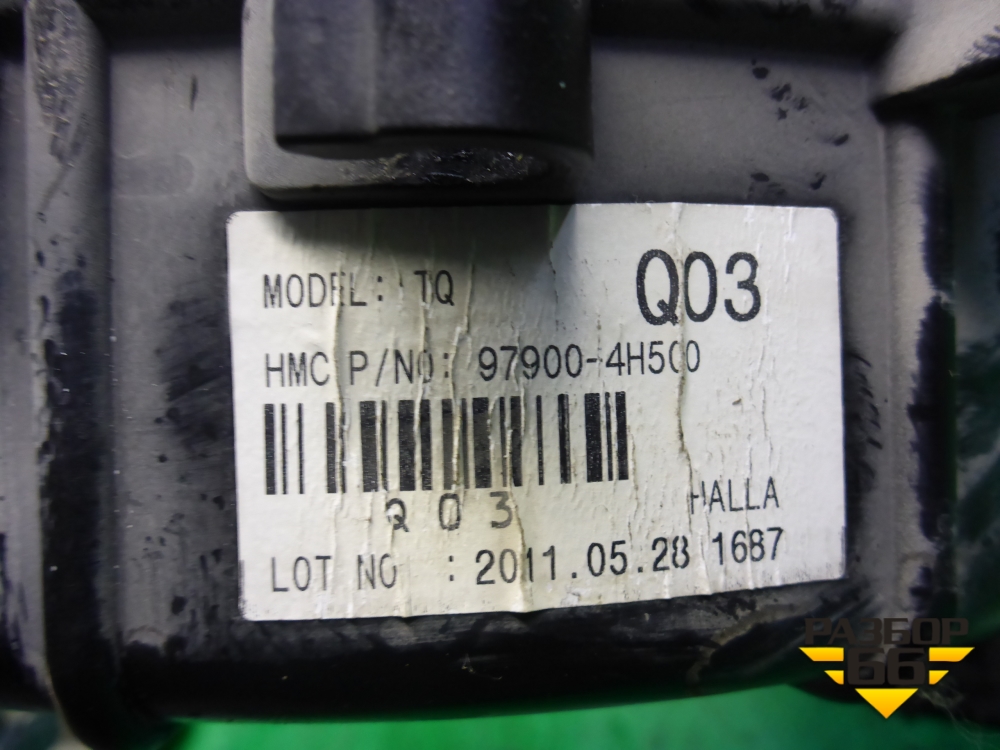 MODEL: TQ
Q03
HMC P/NO: 97900-4H500
Q03
HALLA
LOT NO : 2011.05.28 1687
РАЗБОР
66